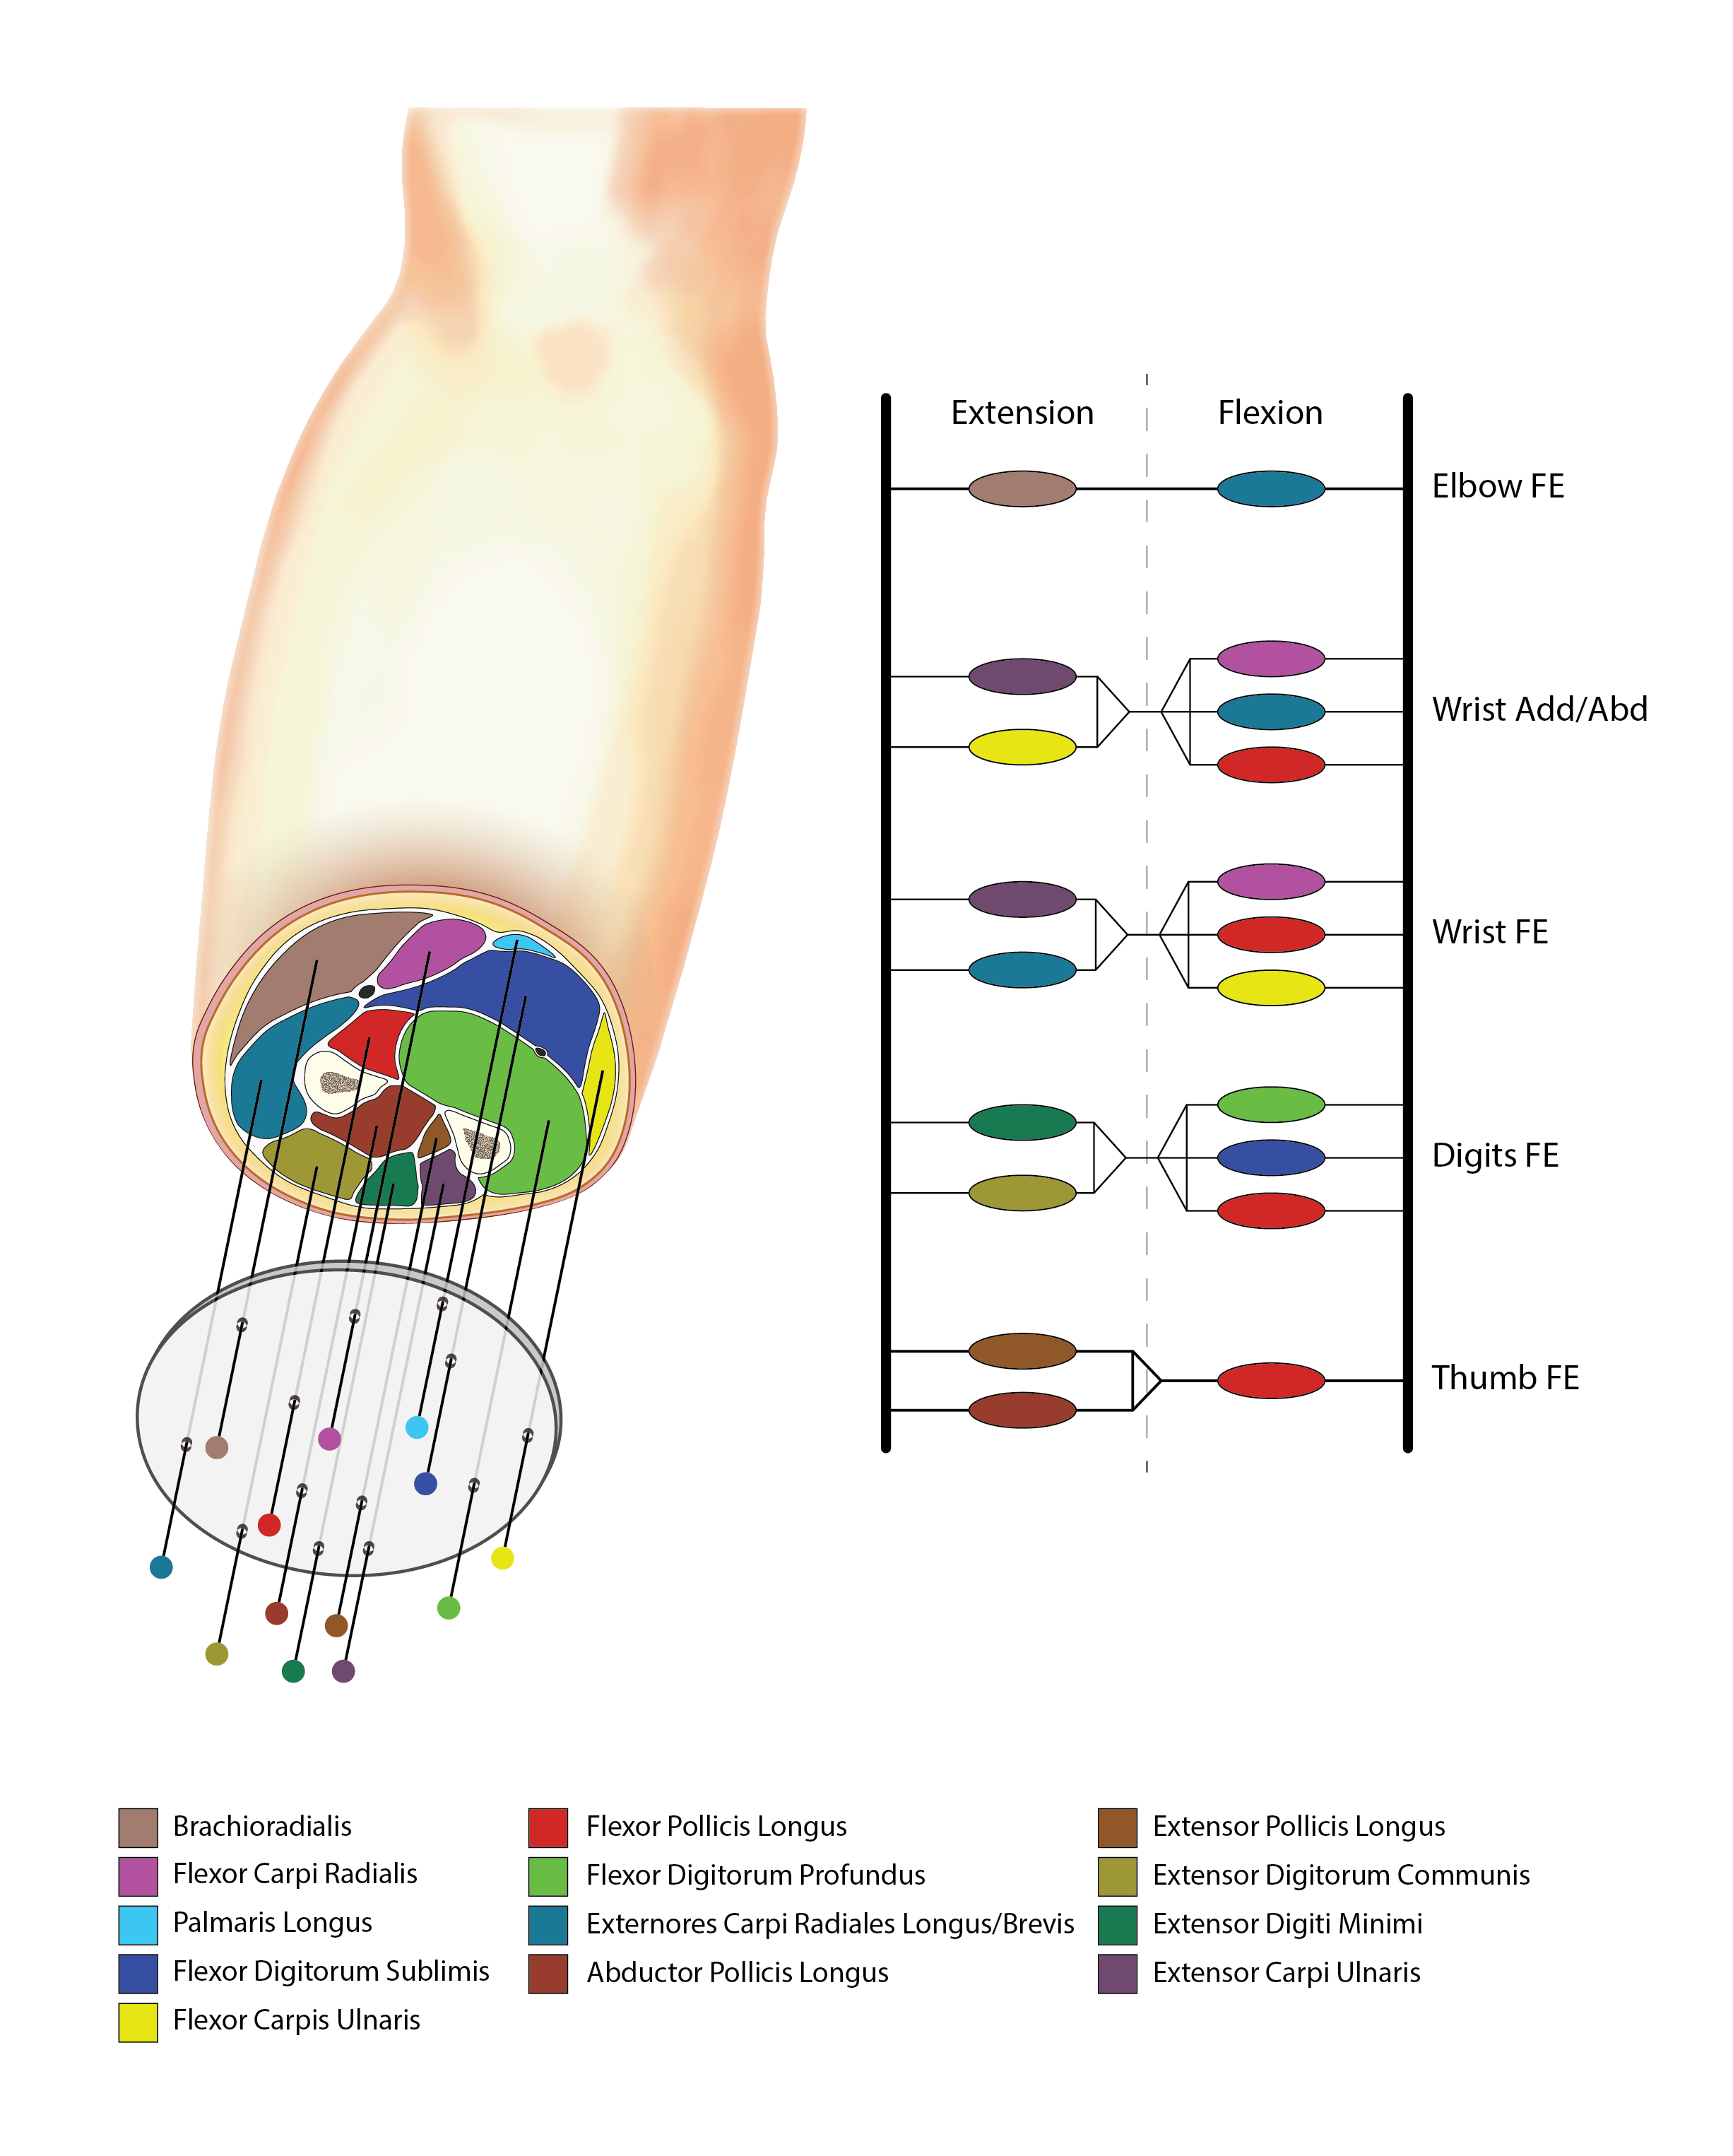 Extension
Flexion
Elbow FE
Wrist Add/Abd
Wrist FE
Digits FE
Thumb FE
Brachioradialis
Flexor Carpi Radialis
Palmaris Longus
Flexor Digitorum Sublimis
Flexor Carpis Ulnaris
Flexor Pollicis Longus
Flexor Digitorum Profundus
Externores Carpi Radiales Longus/Brevis
Abductor Pollicis Longus
Extensor Pollicis Longus
Extensor Digitorum Communis
Extensor Digiti Minimi
Extensor Carpi Ulnaris